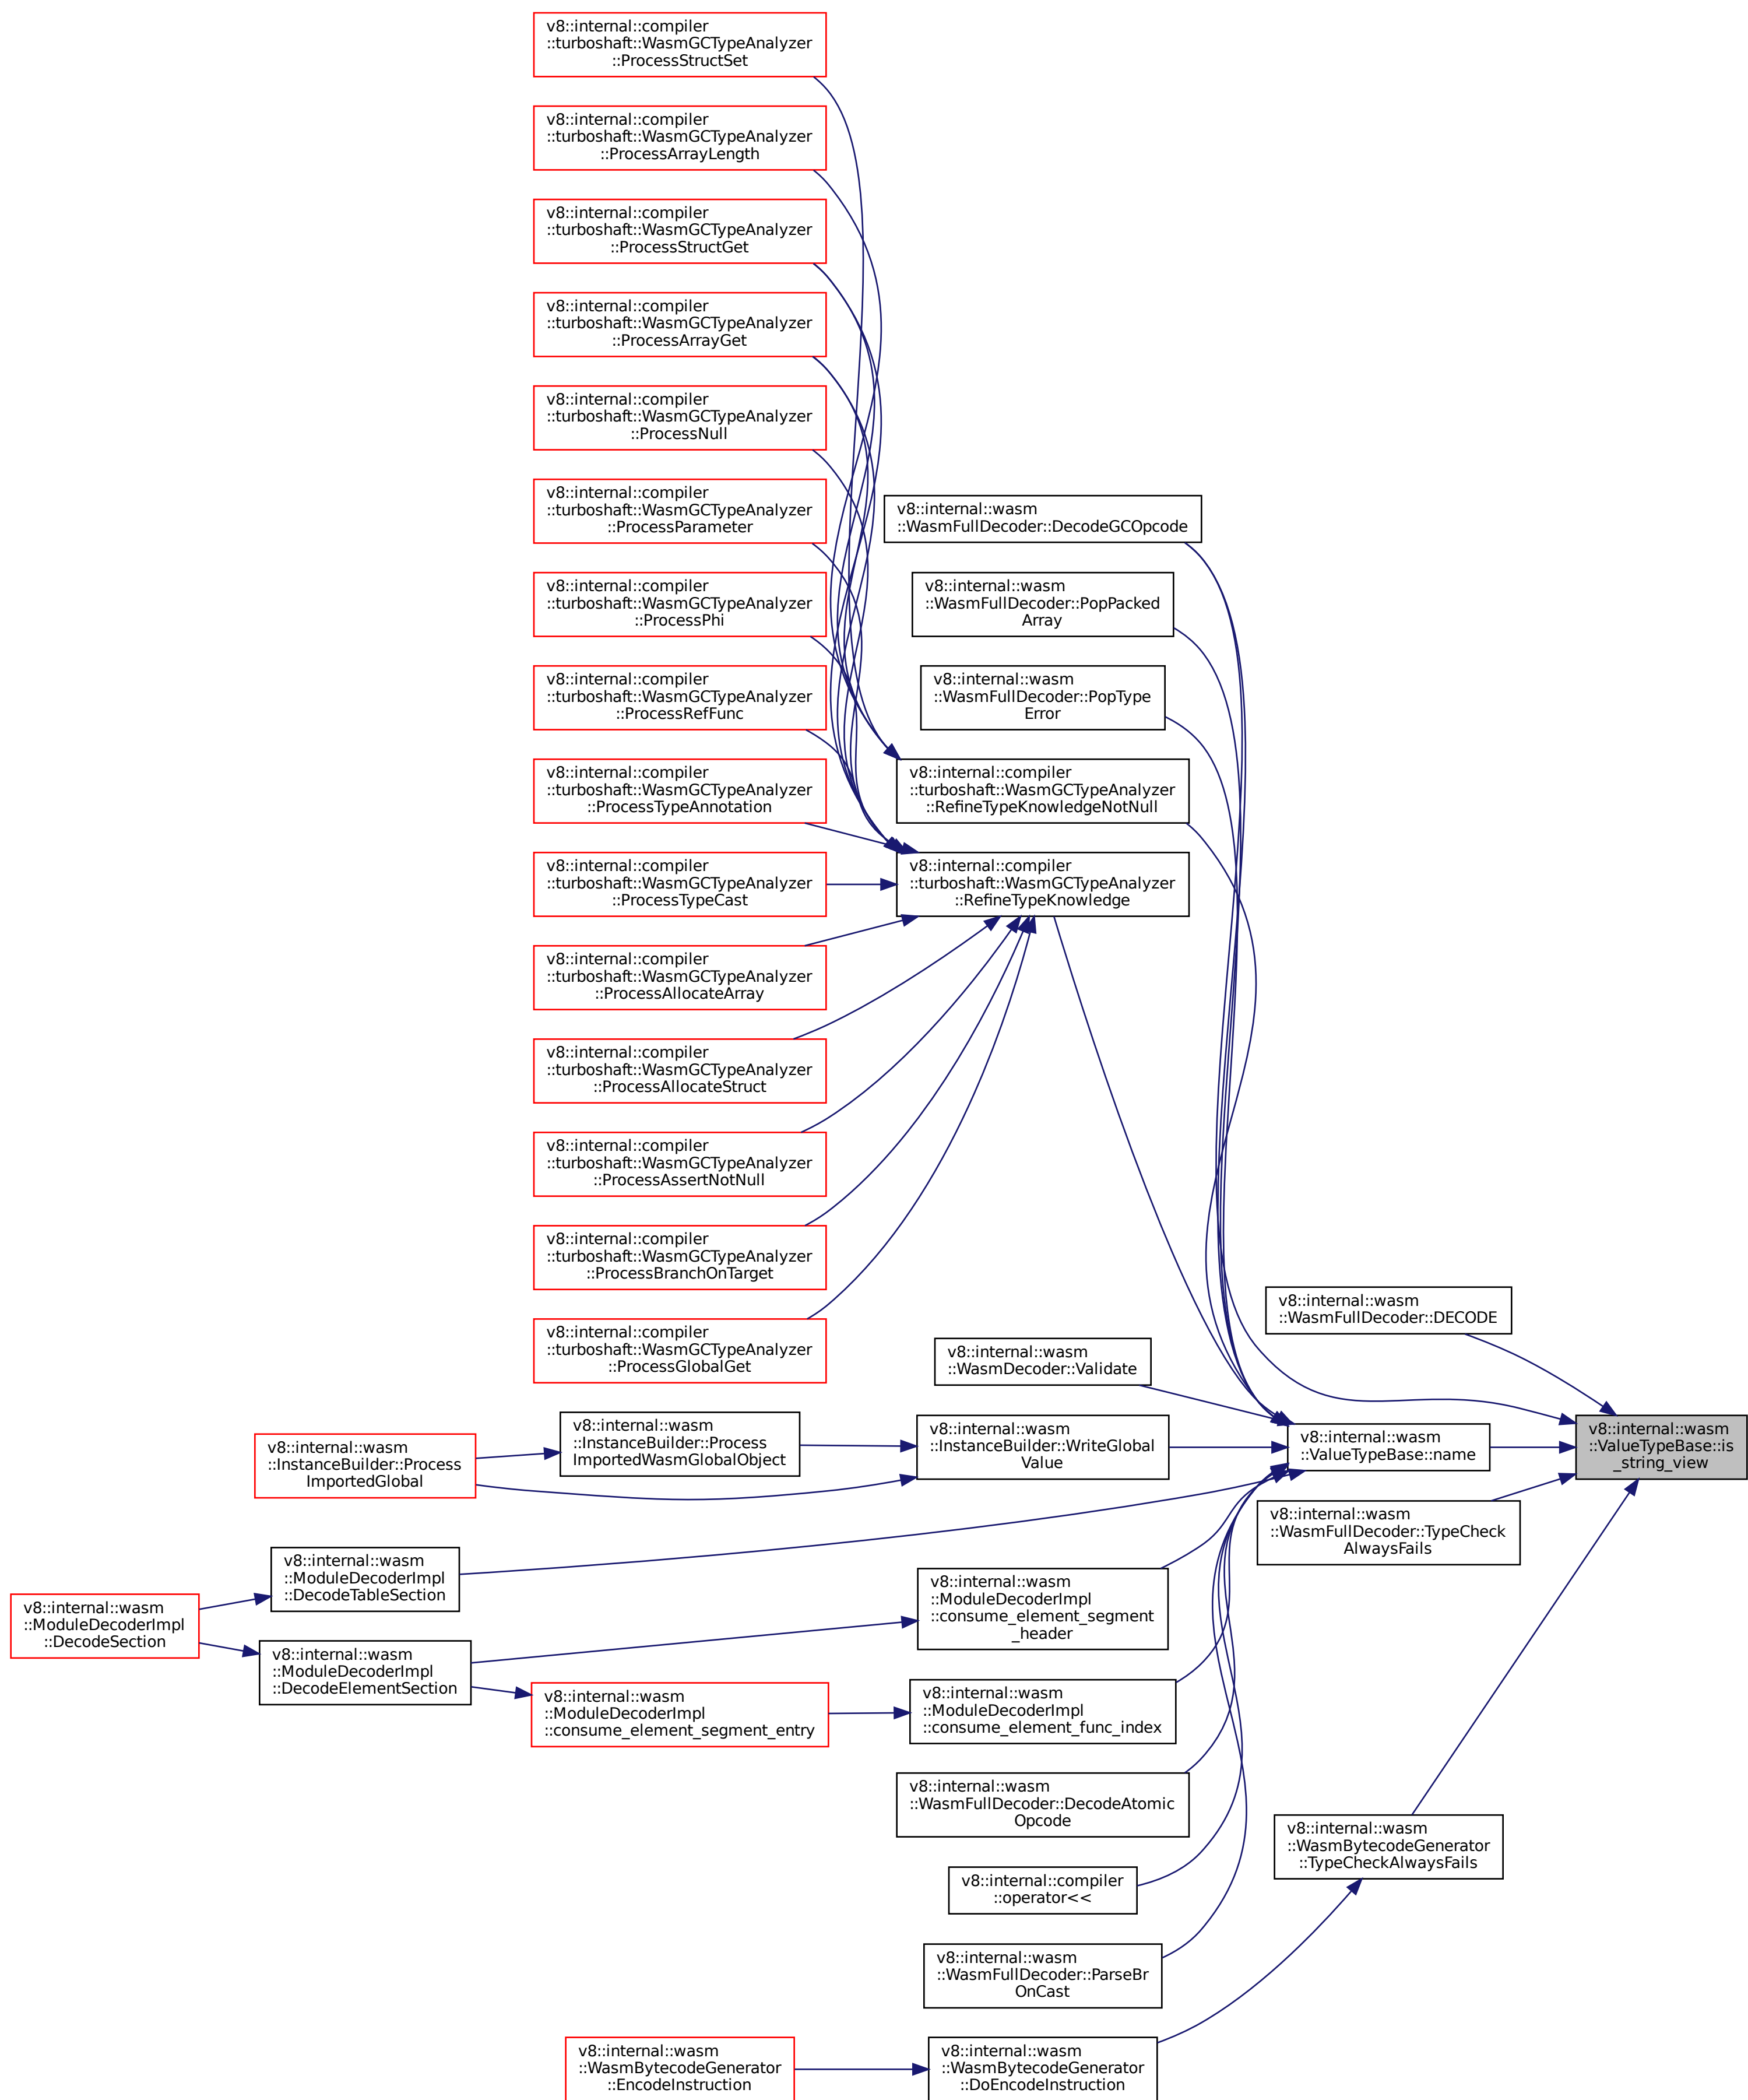 v8::internal::compiler
::turboshaft::WasmGCTypeAnalyzer
::ProcessStructSet
v8::internal::compiler
::turboshaft::WasmGCTypeAnalyzer
::ProcessArrayLength
v8::internal::compiler
::turboshaft::WasmGCTypeAnalyzer
::ProcessStructGet
v8::internal::compiler
::turboshaft::WasmGCTypeAnalyzer
::ProcessArrayGet
v8::internal::compiler
::turboshaft::WasmGCTypeAnalyzer
::ProcessNull
v8::internal::compiler
::turboshaft::WasmGCTypeAnalyzer
::ProcessParameter
v8::internal::compiler
::turboshaft::WasmGCTypeAnalyzer
::ProcessPhi
v8::internal::compiler
::turboshaft::WasmGCTypeAnalyzer
::ProcessRefFunc
v8::internal::compiler
::turboshaft::WasmGCTypeAnalyzer
::ProcessTypeAnnotation
v8::internal::compiler
::turboshaft::WasmGCTypeAnalyzer
::ProcessTypeCast
v8::internal::compiler
::turboshaft::WasmGCTypeAnalyzer
::ProcessAllocateArray
v8::internal::compiler
::turboshaft::WasmGCTypeAnalyzer
::ProcessAllocateStruct
v8::internal::compiler
::turboshaft::WasmGCTypeAnalyzer
::ProcessAssertNotNull
v8::internal::compiler
::turboshaft::WasmGCTypeAnalyzer
::ProcessBranchOnTarget
v8::internal::compiler
::turboshaft::WasmGCTypeAnalyzer
::ProcessGlobalGet
v8::internal::wasm
::WasmFullDecoder::DecodeGCOpcode
v8::internal::wasm
::WasmFullDecoder::PopPacked
Array
v8::internal::wasm
::WasmFullDecoder::PopType
Error
v8::internal::compiler
::turboshaft::WasmGCTypeAnalyzer
::RefineTypeKnowledgeNotNull
v8::internal::compiler
::turboshaft::WasmGCTypeAnalyzer
::RefineTypeKnowledge
v8::internal::wasm
::WasmFullDecoder::DECODE
v8::internal::wasm
::WasmDecoder::Validate
v8::internal::wasm
::InstanceBuilder::Process
ImportedGlobal
v8::internal::wasm
::InstanceBuilder::Process
ImportedWasmGlobalObject
v8::internal::wasm
::InstanceBuilder::WriteGlobal
Value
v8::internal::wasm
::ValueTypeBase::name
v8::internal::wasm
::ValueTypeBase::is
_string_view
v8::internal::wasm
::WasmFullDecoder::TypeCheck
AlwaysFails
v8::internal::wasm
::ModuleDecoderImpl
::DecodeTableSection
v8::internal::wasm
::ModuleDecoderImpl
::DecodeSection
v8::internal::wasm
::ModuleDecoderImpl
::DecodeElementSection
v8::internal::wasm
::ModuleDecoderImpl
::consume_element_segment
_header
v8::internal::wasm
::ModuleDecoderImpl
::consume_element_segment_entry
v8::internal::wasm
::ModuleDecoderImpl
::consume_element_func_index
v8::internal::wasm
::WasmFullDecoder::DecodeAtomic
Opcode
v8::internal::wasm
::WasmBytecodeGenerator
::TypeCheckAlwaysFails
v8::internal::compiler
::operator<<
v8::internal::wasm
::WasmFullDecoder::ParseBr
OnCast
v8::internal::wasm
::WasmBytecodeGenerator
::EncodeInstruction
v8::internal::wasm
::WasmBytecodeGenerator
::DoEncodeInstruction